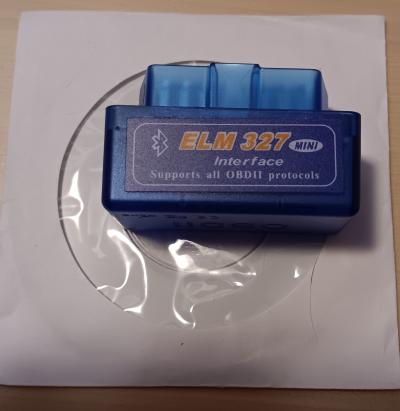 ELM 327 MINI
Interface
Supports all OBDII protocols